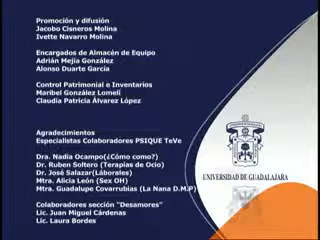 Promoción y difusión
Jacobo Cisneros Molina
Ivette Navarro Molina
Encargados de Almacén de Equipo
Adrián Mejía González
Alonso Duarte García
Control Patrimonial e Inventarios
Maribel González Lomelí
Claudia Patricia Álvarez López
Agradecimientos
Especialistas Colaboradores PSIQUE TeVe
Dra. Nadia Ocampo(¿Cómo como?)
Dr. Ruben Soltero (Terapias de Ocio)
Dr. José Salazar(Láborales)
Mtra. Alicia León (Sex OH)
Mtra. Guadalupe Covarrubias (La Nana D.M.P)
Colaboradores sección "Desamores"
Lic. Juan Miguel Cárdenas
Lic. Laura Bordes
UNIVERSIDAD DE GUADALAJARA